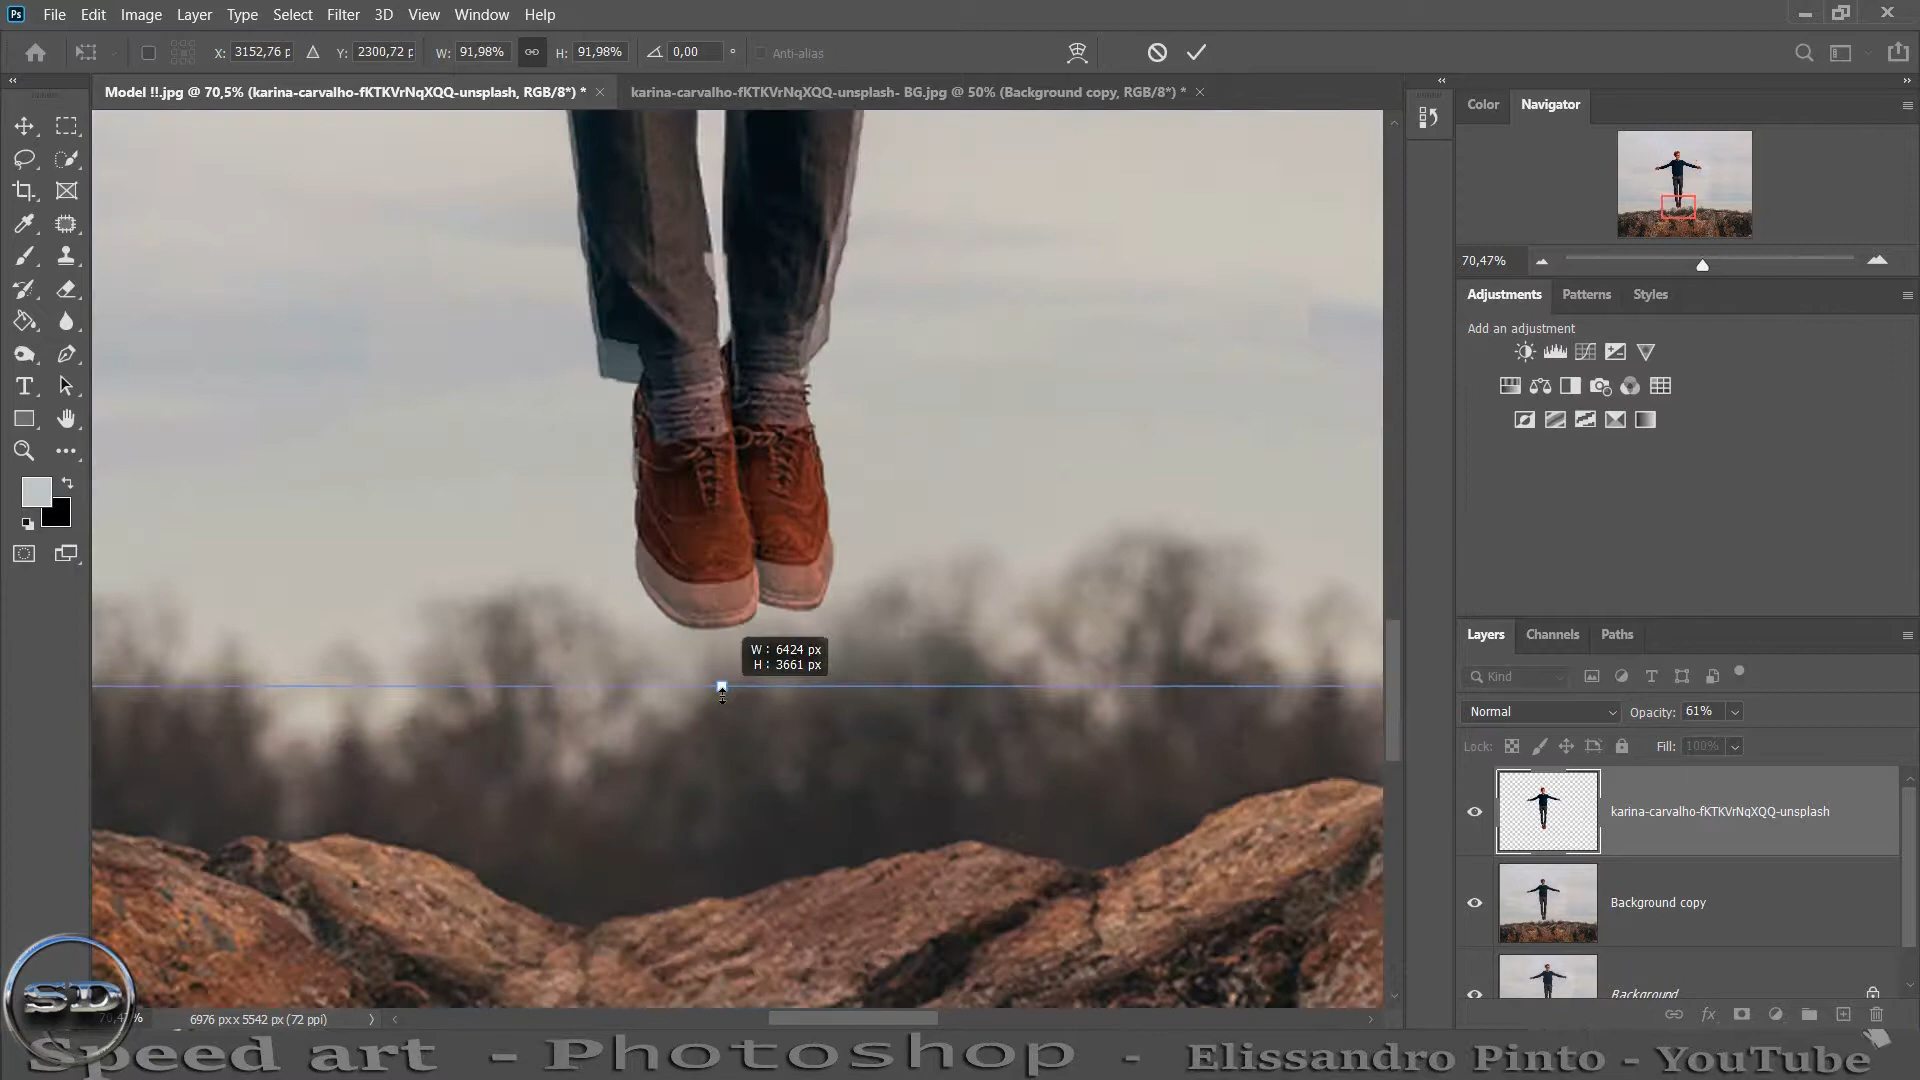 Ps File Edit Image Layer Type Select Filter 3D View Window Help
X: 3152,76 p Y: 2300,72 p W: 91,98% H: 91,98% 0,00 ° Anti-alias
Model !!.jpg @ 70,5% (karina-carvalho-fKTKVrNqXQQ-unsplash, RGB/8*) * × karina-carvalho-fKTKVrNqXQQ-unsplash- BG.jpg @ 50% (Background copy, RGB/8*) * ×
Color Navigator
70,47%
Adjustments Patterns Styles
Add an adjustment
W: 6424 px
H: 3661 px
Layers Channels Paths
Kind
Normal Opacity: 61%
Lock: Fill: 100%
karina-carvalho-fKTKVrNqXQQ-unsplash
Background copy
Background
SD
6976 px x 5542 px (72 ppi)
fx
Speed art - Photoshop - Elissandro Pinto - YouTube